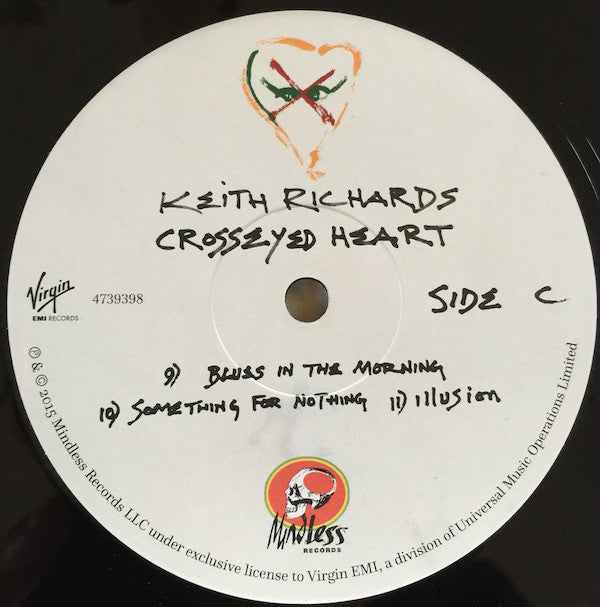 KEITH RICHARDS
CROSSEYED HEART
Virgin
EMI RECORDS
4739398
SIDE C
9) BLUES IN THE MORNING
10) SOMETHING FOR NOTHING 11) illusion
Mindless
RECORDS
℗ & © 2015 Mindless Records LLC under exclusive license to Virgin EMI, a division of Universal Music Operations Limited